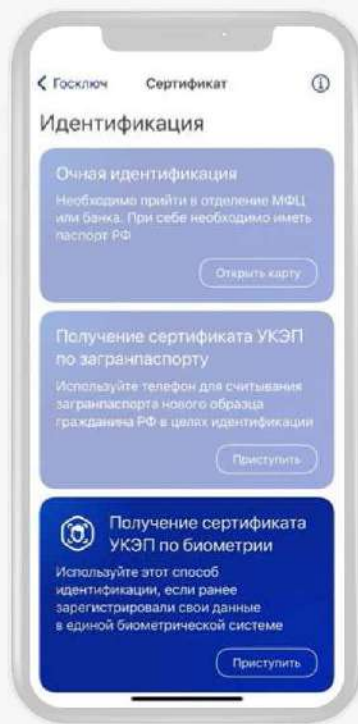 Госключ
Сертификат
Идентификация
Очная идентификация
Необходимо прийти в отделение МФЦ
или банка. При себе необходимо иметь
паспорт РФ
Открыть карту
Получение сертификата УКЭП
по загранпаспорту
Используйте телефон для считывания
загранпаспорта нового образца
гражданина РФ в целях идентификации
Приступить
Получение сертификата
УКЭП по биометрии
Используйте этот способ
идентификации, если ранее
зарегистрировали свои данные
в единой биометрической системе
Приступить